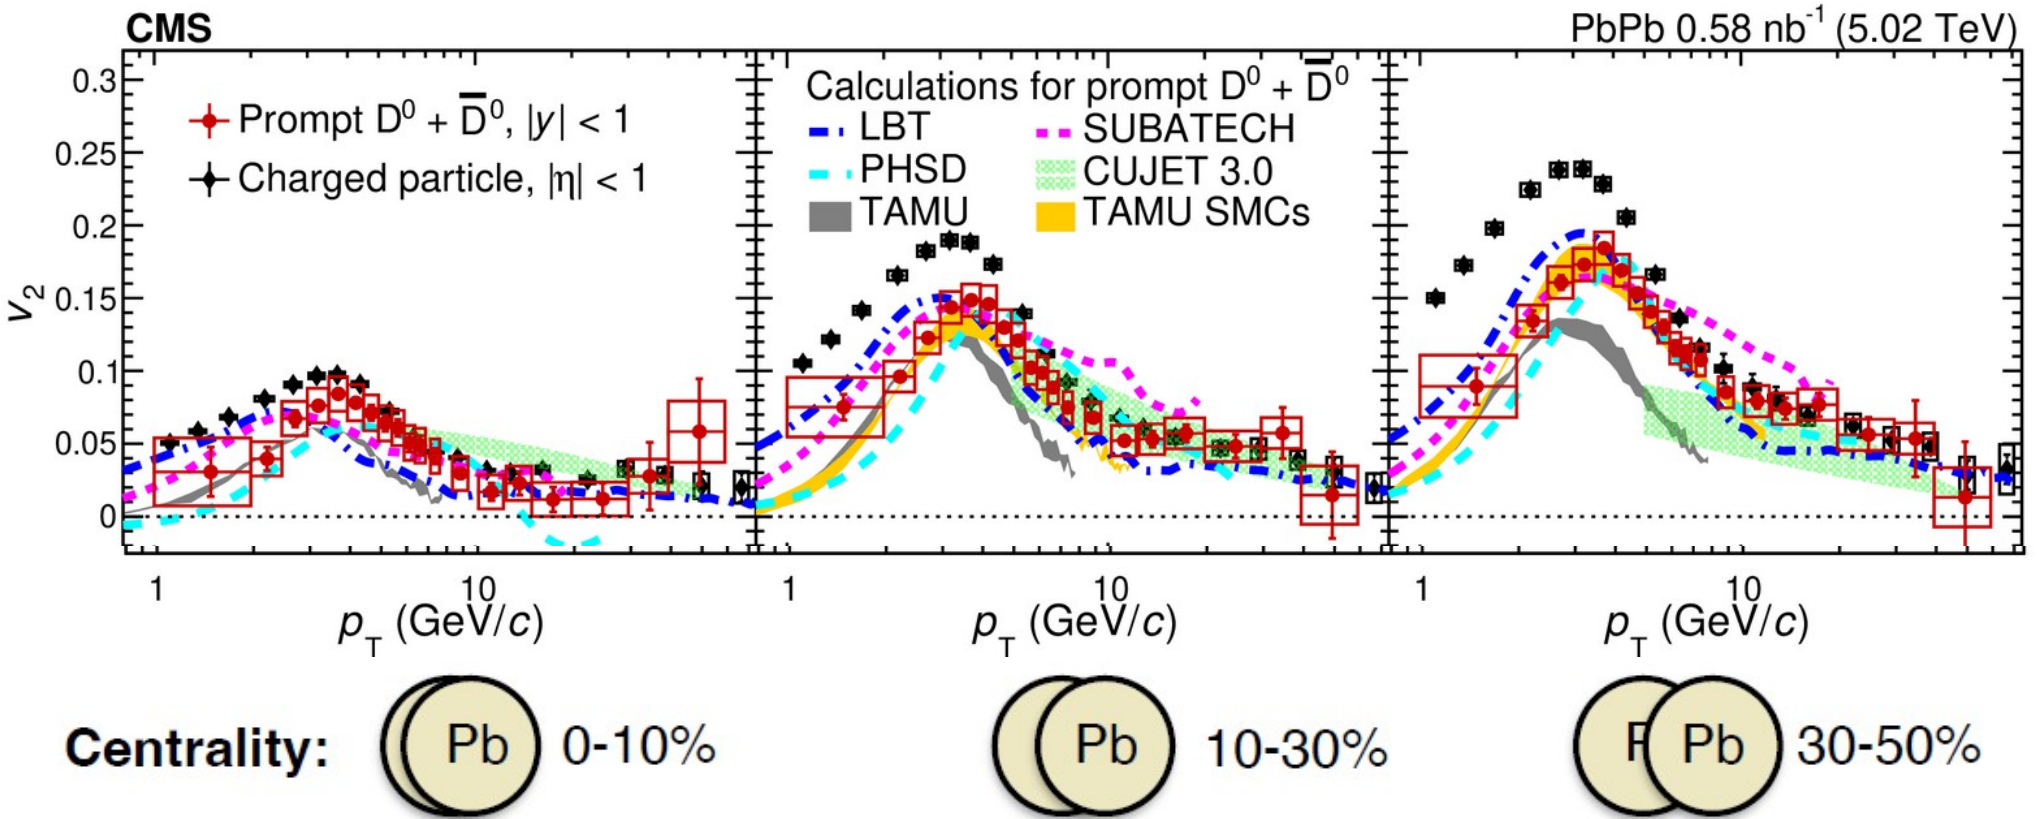 CMS
PbPb 0.58 nb⁻¹ (5.02 TeV)
v₂
0.3
0.25
0.2
0.15
0.1
0.05
0
Prompt D⁰ + D̅⁰, |y| < 1
Charged particle, |η| < 1
Calculations for prompt D⁰ + D̅⁰
LBT SUBATECH
PHSD CUJET 3.0
TAMU TAMU SMCs
1 10 1 10 1 10
p_T (GeV/c) p_T (GeV/c) p_T (GeV/c)
Centrality: Pb 0-10% Pb 10-30% P Pb 30-50%